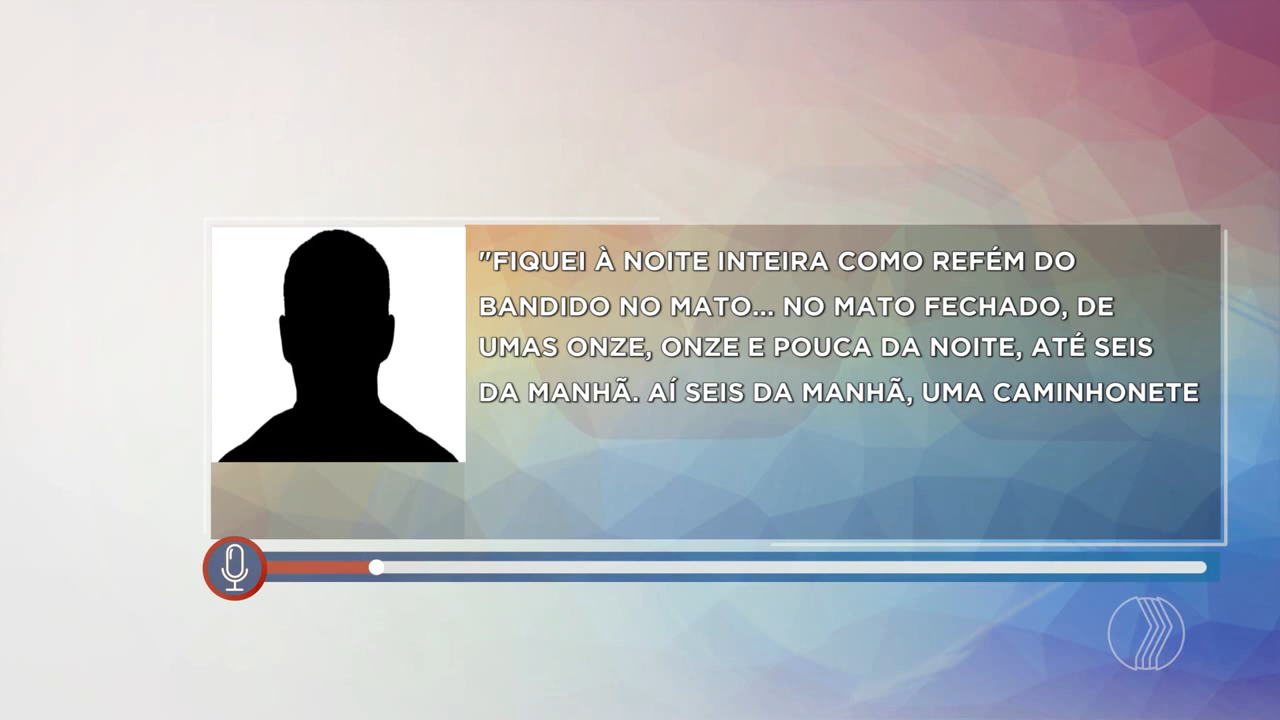 "FIQUEI À NOITE INTEIRA COMO REFÉM DO
BANDIDO NO MATO... NO MATO FECHADO, DE
UMAS ONZE, ONZE E POUCA DA NOITE, ATÉ SEIS
DA MANHÃ. AÍ SEIS DA MANHÃ, UMA CAMINHONETE